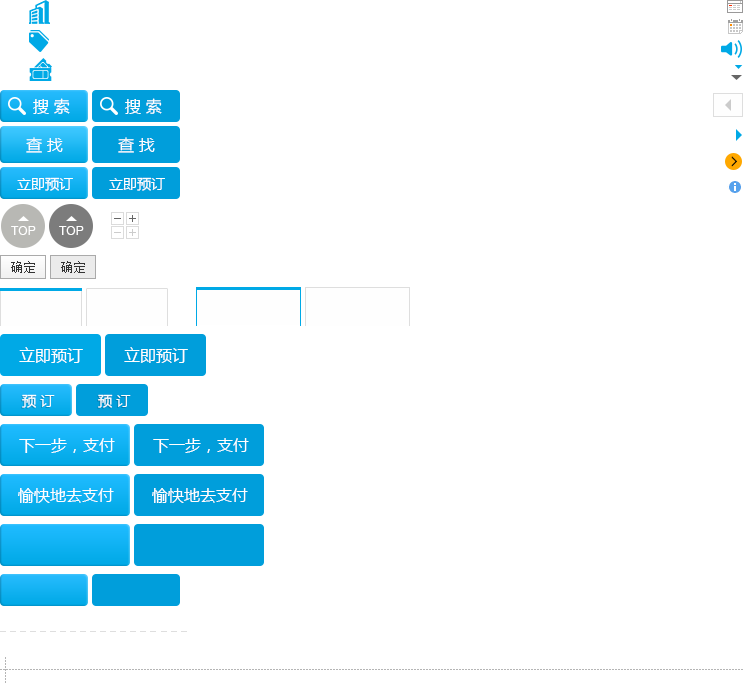 搜 索 搜 索
查 找 查 找
立即预订 立即预订
TOP TOP
确定 确定
立即预订 立即预订
预 订 预 订
下一步，支付 下一步，支付
愉快地去支付 愉快地去支付